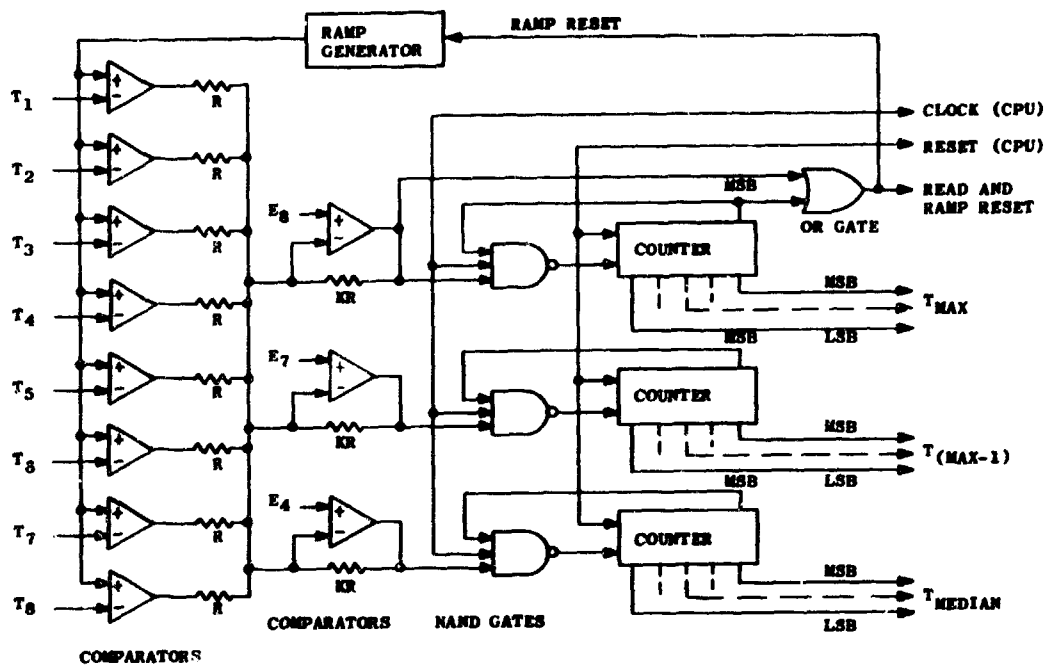 RAMP GENERATOR
RAMP RESET
T1
R
T2
R
T3
R
T4
R
T5
R
T8
R
T7
R
T8
R
COMPARATORS
E8
KR
E7
KR
E4
KR
COMPARATORS
NAND GATES
CLOCK (CPU)
RESET (CPU)
MSB
READ AND
RAMP RESET
OR GATE
COUNTER
MSB
TMAX
MSB
LSB
COUNTER
MSB
T(MAX-1)
MSB
LSB
COUNTER
MSB
TMEDIAN
LSB